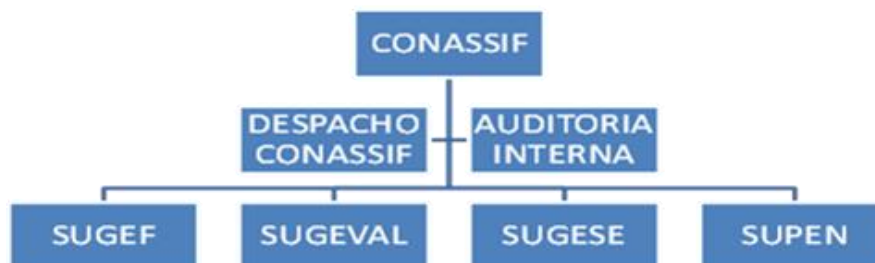 CONASSIF
DESPACHO
CONASSIF
AUDITORIA
INTERNA
SUGEF
SUGEVAL
SUGESE
SUPEN